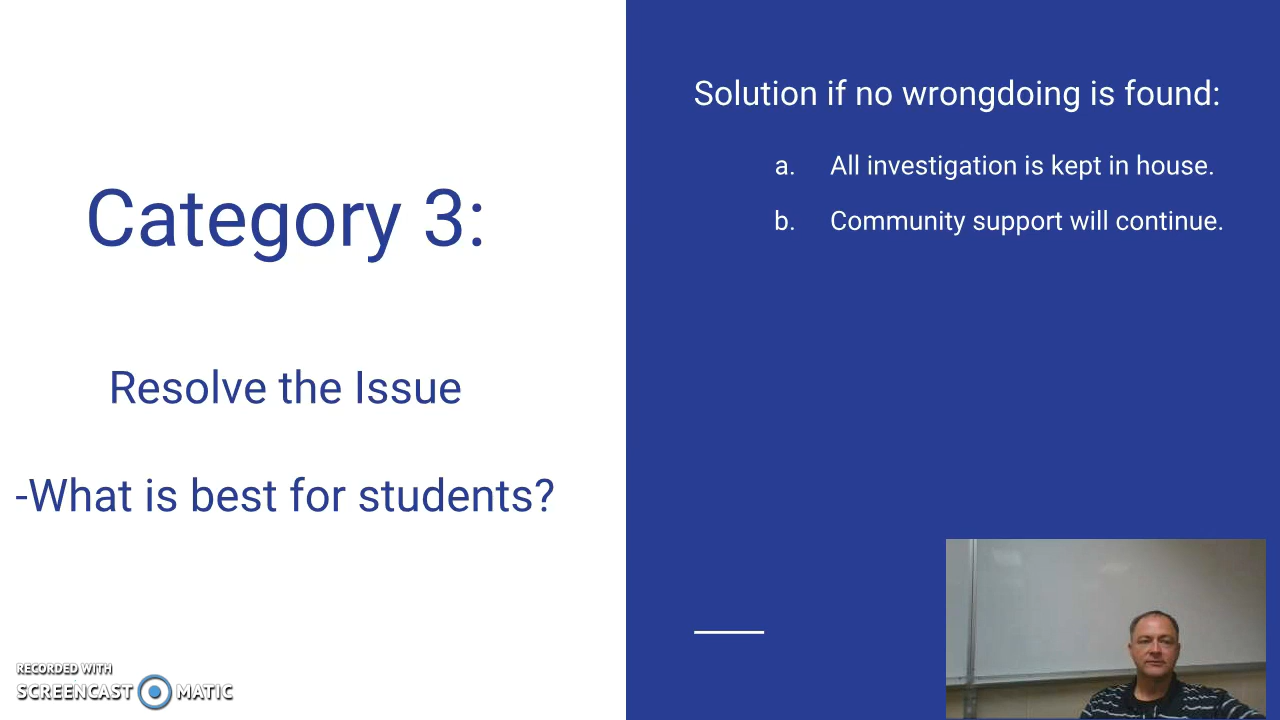 Category 3:
Resolve the Issue
-What is best for students?
Solution if no wrongdoing is found:
a. All investigation is kept in house.
b. Community support will continue.
RECORDED WITH
SCREENCAST MATIC